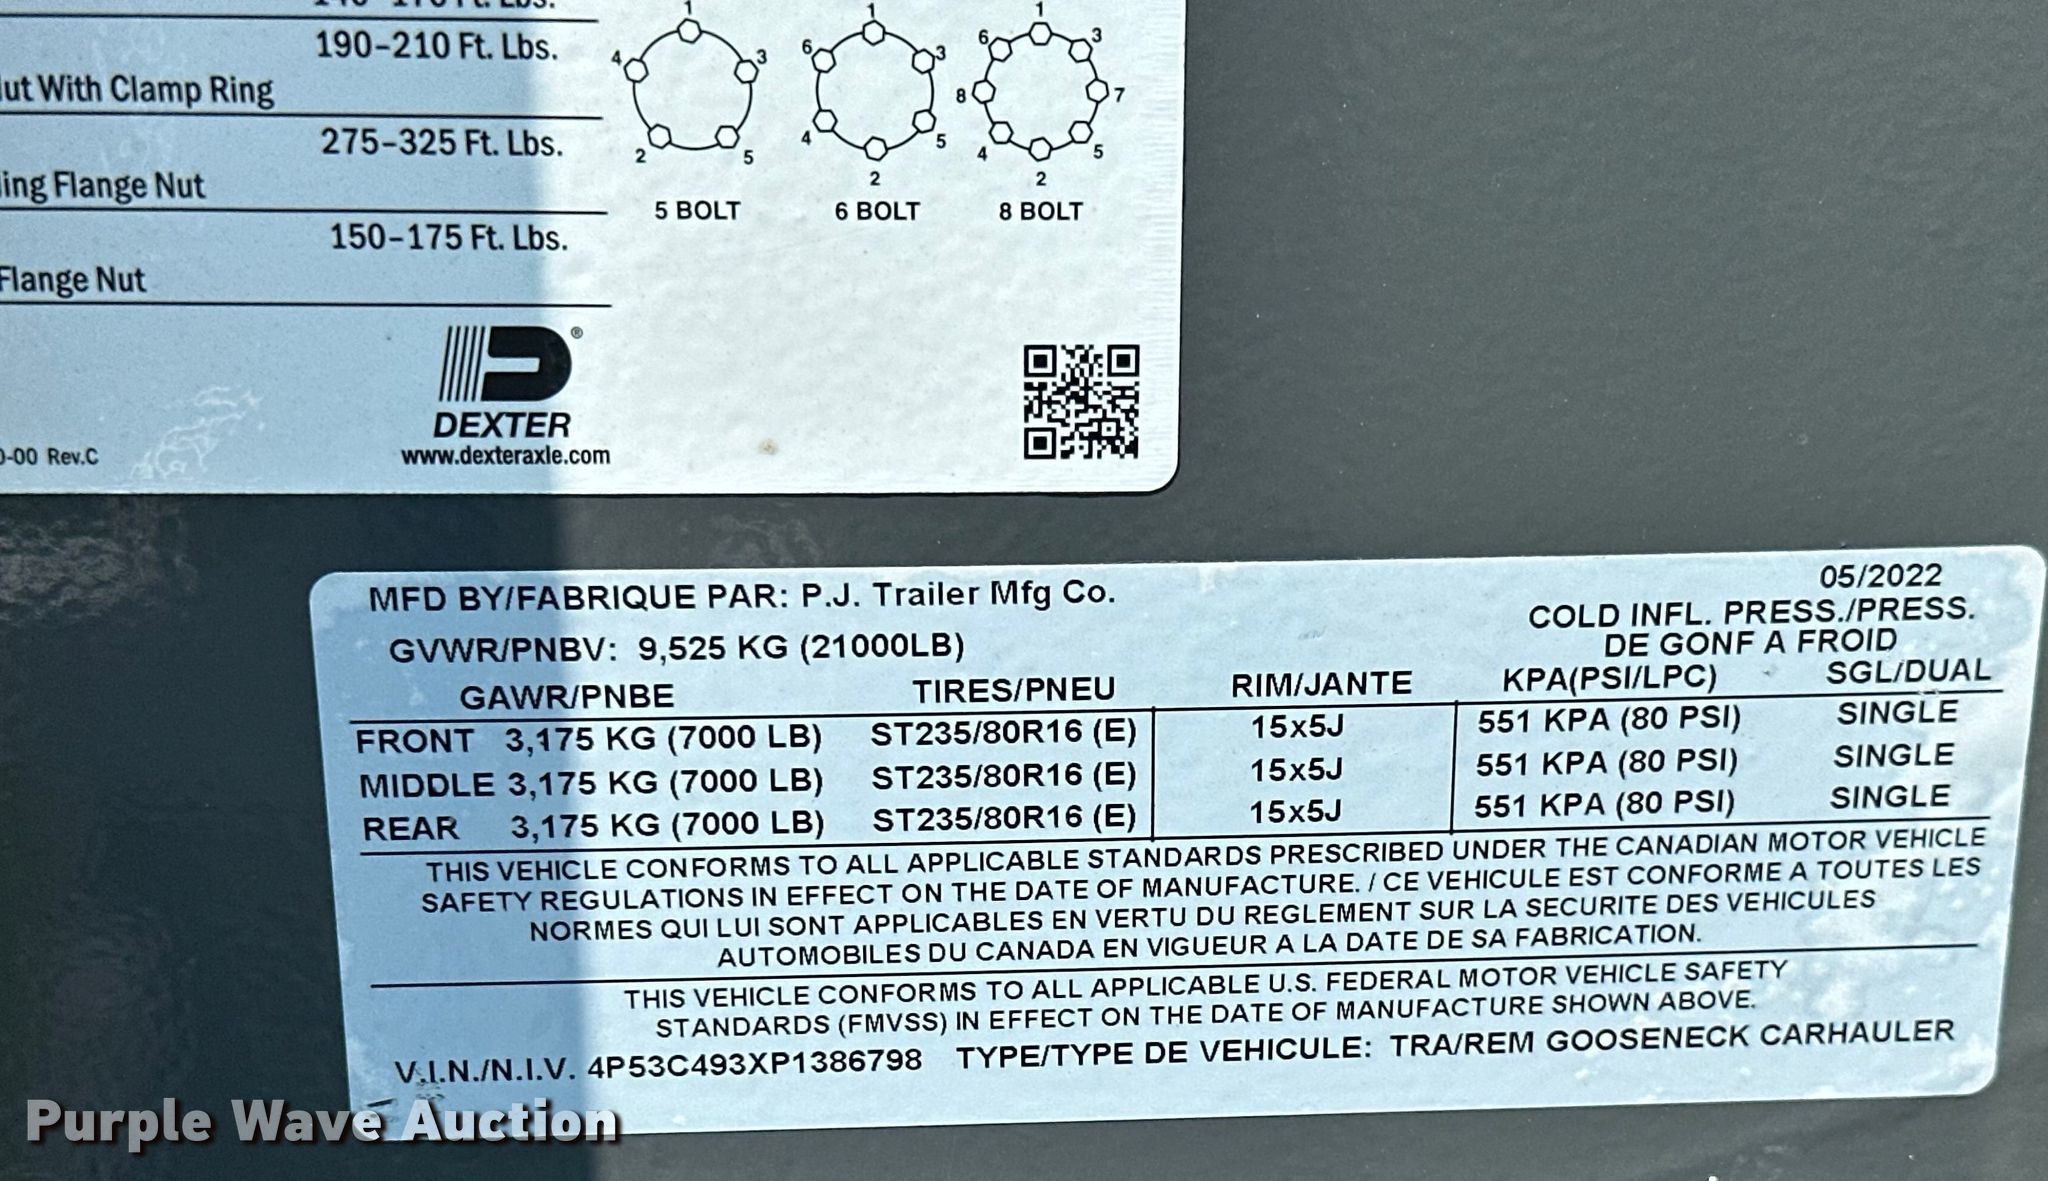 190–210 Ft. Lbs.
With Clamp Ring
275–325 Ft. Lbs.
Flange Nut
150–175 Ft. Lbs.
Flange Nut
1
4 3
2 5
5 BOLT
1
6 3
4 5
2
6 BOLT
1
6 3
8 7
4 5
2
8 BOLT
®
DEXTER
www.dexteraxle.com
Rev.C
MFD BY/FABRIQUE PAR: P.J. Trailer Mfg Co. 05/2022
COLD INFL. PRESS./PRESS.
DE GONF A FROID
GVWR/PNBV: 9,525 KG (21000LB)
GAWR/PNBE TIRES/PNEU RIM/JANTE KPA(PSI/LPC) SGL/DUAL
FRONT 3,175 KG (7000 LB) ST235/80R16 (E) 15x5J 551 KPA (80 PSI) SINGLE
MIDDLE 3,175 KG (7000 LB) ST235/80R16 (E) 15x5J 551 KPA (80 PSI) SINGLE
REAR 3,175 KG (7000 LB) ST235/80R16 (E) 15x5J 551 KPA (80 PSI) SINGLE
THIS VEHICLE CONFORMS TO ALL APPLICABLE STANDARDS PRESCRIBED UNDER THE CANADIAN MOTOR VEHICLE
SAFETY REGULATIONS IN EFFECT ON THE DATE OF MANUFACTURE. / CE VEHICULE EST CONFORME A TOUTES LES
NORMES QUI LUI SONT APPLICABLES EN VERTU DU REGLEMENT SUR LA SECURITE DES VEHICULES
AUTOMOBILES DU CANADA EN VIGUEUR A LA DATE DE SA FABRICATION.
THIS VEHICLE CONFORMS TO ALL APPLICABLE U.S. FEDERAL MOTOR VEHICLE SAFETY
STANDARDS (FMVSS) IN EFFECT ON THE DATE OF MANUFACTURE SHOWN ABOVE.
V.I.N./N.I.V. 4P53C493XP1386798 TYPE/TYPE DE VEHICULE: TRA/REM GOOSENECK CARHAULER
Purple Wave Auction